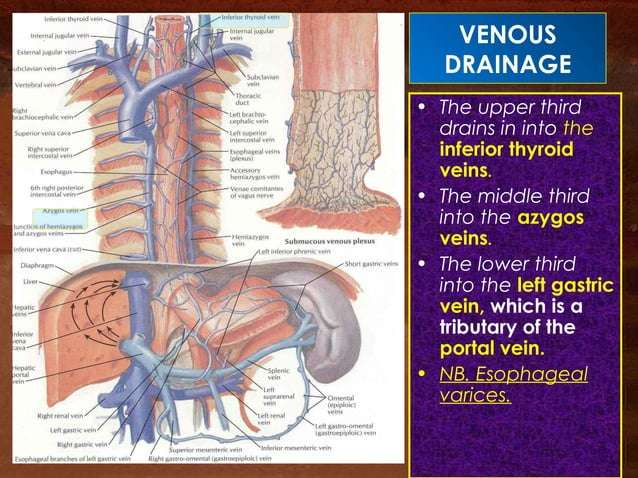 VENOUS
DRAINAGE
• The upper third
drains in into the
inferior thyroid
veins.
• The middle third
into the azygos
veins.
• The lower third
into the left gastric
vein, which is a
tributary of the
portal vein.
• NB. Esophageal
varices.
Inferior thyroid vein
Internal jugular vein
External jugular vein
Subclavian vein
Vertebral vein
Right
brachiocephalic vein
Superior vena cava
Right superior
intercostal vein
Esophagus
6th right posterior
intercostal vein
Azygos vein
Junction of hemiazygos
and azygos veins
Inferior vena cava (cut)
Diaphragm
Liver
Hepatic
veins
Inferior
vena
cava
Hepatic
portal
vein
Right renal vein
Left gastric vein
Right gastric vein
Esophageal branches of left gastric vein
Inferior thyroid vein
Internal jugular
vein
Subclavian
vein
Thoracic
duct
Left brachio-
cephalic vein
Left superior
intercostal vein
Esophageal veins
(plexus)
Accessory
hemiazygos vein
Venae comitantes
of vagus nerve
Hemiazygos
vein
Submucous venous plexus
Left inferior phrenic vein
Short gastric veins
Splenic
vein
Left
suprarenal
vein
Omental
(epiploic)
veins
Left renal
vein
Left gastro-omental
(gastroepiploic) vein
Inferior mesenteric vein
Superior mesenteric vein
Right gastro-omental (gastroepiploic) vein